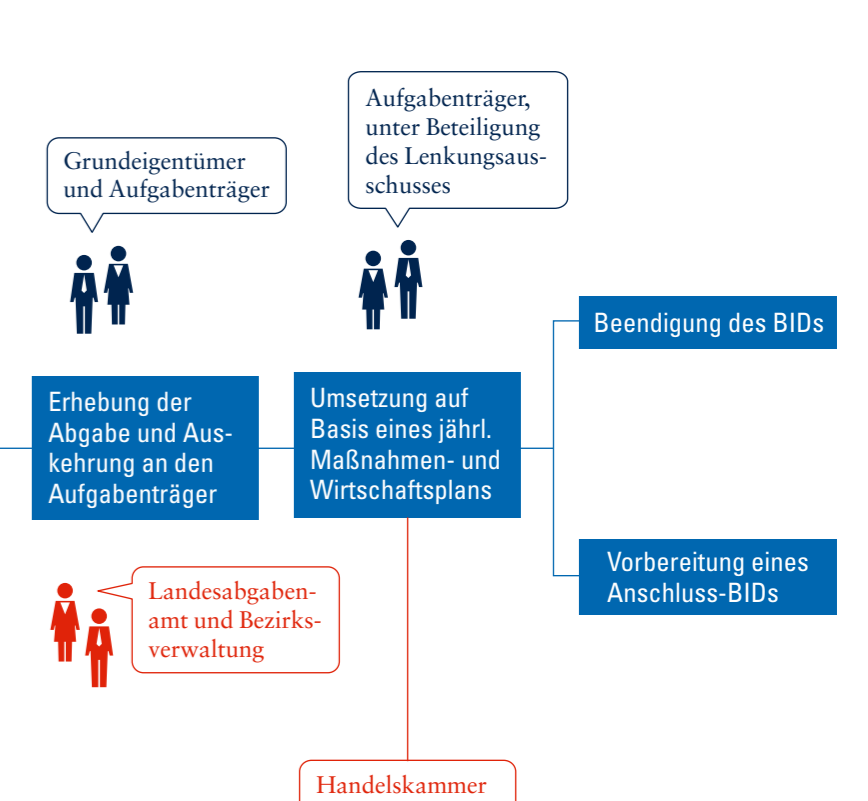 Grundeigentümer
und Aufgabenträger
Aufgabenträger,
unter Beteiligung
des Lenkungsaus-
schusses
Erhebung der
Abgabe und Aus-
kehrung an den
Aufgabenträger
Umsetzung auf
Basis eines jährl.
Maßnahmen- und
Wirtschaftsplans
Beendigung des BIDs
Vorbereitung eines
Anschluss-BIDs
Landesabgaben-
amt und Bezirks-
verwaltung
Handelskammer